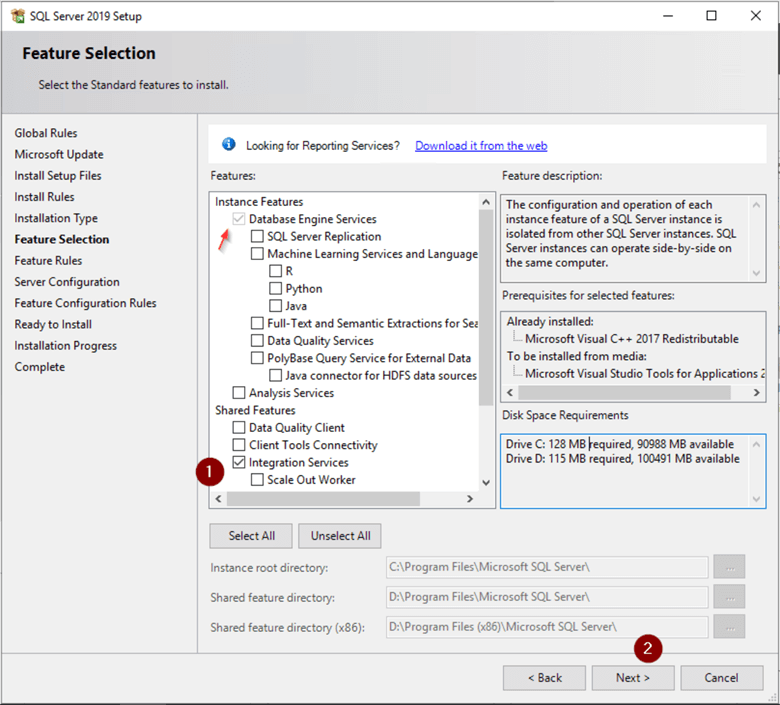 SQL Server 2019 Setup
Feature Selection
Select the Standard features to install.
Global Rules
Microsoft Update
Install Setup Files
Install Rules
Installation Type
Feature Selection
Feature Rules
Server Configuration
Feature Configuration Rules
Ready to Install
Installation Progress
Complete
Looking for Reporting Services? Download it from the web
Features:
Instance Features
Database Engine Services
SQL Server Replication
Machine Learning Services and Language
R
Python
Java
Full-Text and Semantic Extractions for Sea
Data Quality Services
PolyBase Query Service for External Data
Java connector for HDFS data sources
Analysis Services
Shared Features
Data Quality Client
Client Tools Connectivity
1
Integration Services
Scale Out Worker
Feature description:
The configuration and operation of each
instance feature of a SQL Server instance is
isolated from other SQL Server instances. SQL
Server instances can operate side-by-side on
the same computer.
Prerequisites for selected features:
Already installed:
Microsoft Visual C++ 2017 Redistributable
To be installed from media:
Microsoft Visual Studio Tools for Applications 2
Disk Space Requirements
Drive C: 128 MB required, 90988 MB available
Drive D: 115 MB required, 100491 MB available
Select All
Unselect All
Instance root directory: C:\Program Files\Microsoft SQL Server\ ...
Shared feature directory: D:\Program Files\Microsoft SQL Server\ ...
Shared feature directory (x86): D:\Program Files (x86)\Microsoft SQL Server\ ...
2
< Back
Next >
Cancel